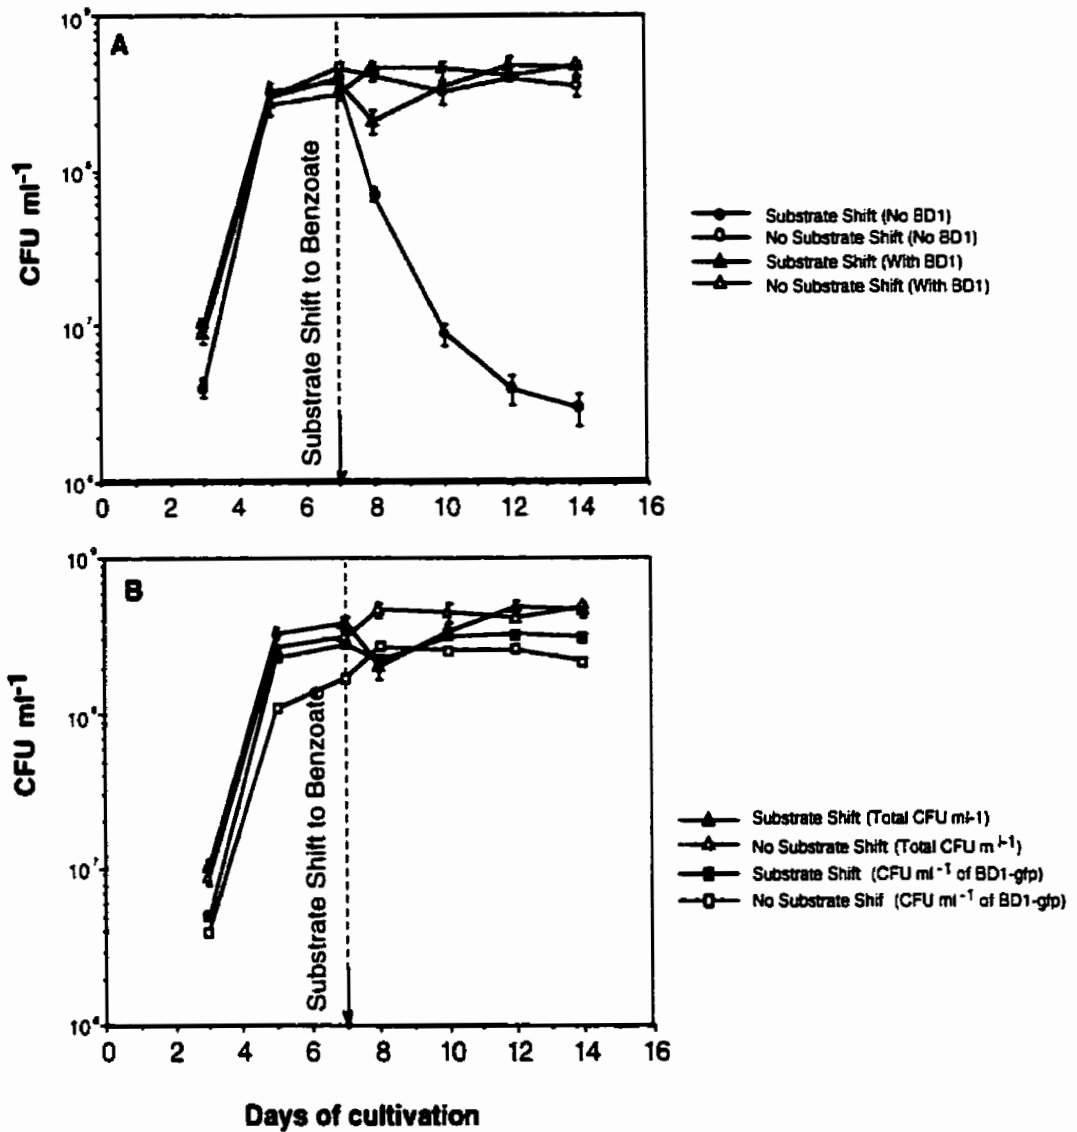 A
10⁹
10⁸
10⁷
10⁶
CFU ml-1
Substrate Shift to Benzoate
0 2 4 6 8 10 12 14 16
Substrate Shift (No BD1)
No Substrate Shift (No BD1)
Substrate Shift (With BD1)
No Substrate Shift (With BD1)
B
10⁹
10⁸
10⁷
10⁶
CFU ml-1
Substrate Shift to Benzoate
0 2 4 6 8 10 12 14 16
Substrate Shift (Total CFU ml-1)
No Substrate Shift (Total CFU ml-1)
Substrate Shift (CFU ml-1 of BD1-gfp)
No Substrate Shif (CFU ml-1 of BD1-gfp)
Days of cultivation